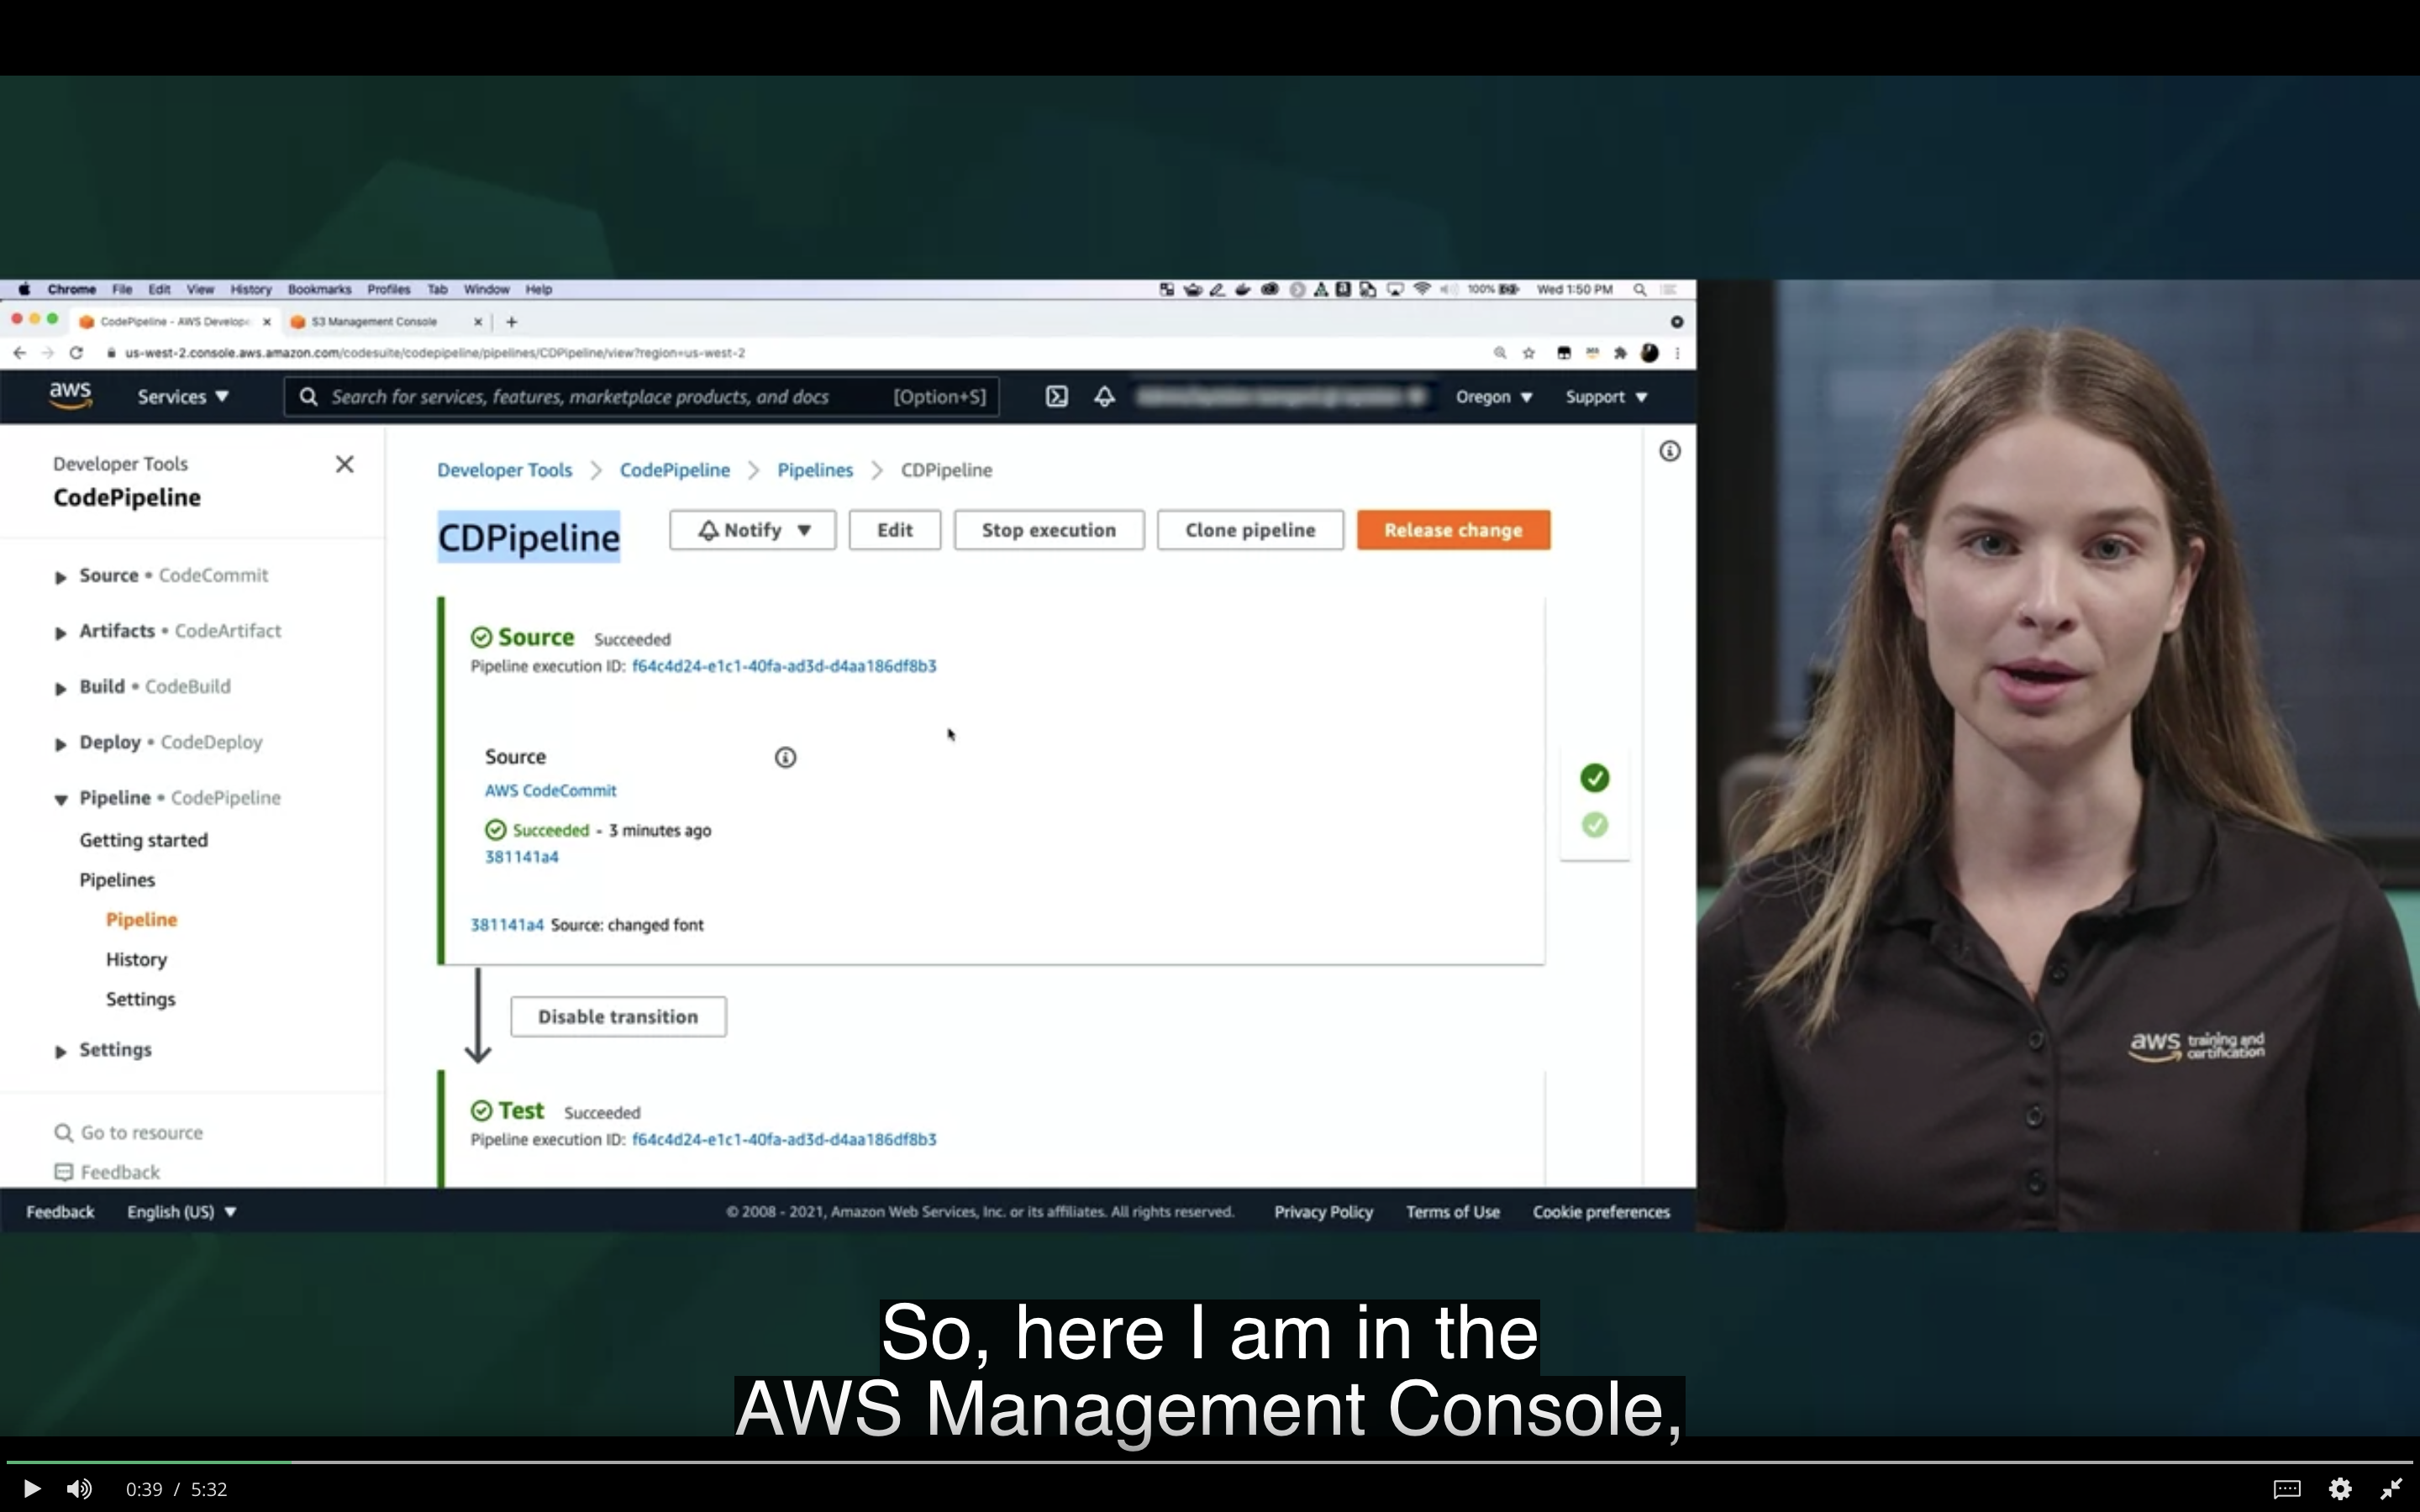 Chrome File Edit View History Bookmarks Profiles Tab Window Help 100% Wed 1:50 PM
CodePipeline - AWS Develope S3 Management Console
us-west-2.console.aws.amazon.com/codesuite/codepipeline/pipelines/CDPipeline/view?region=us-west-2
aws Services Search for services, features, marketplace products, and docs [Option+S] Oregon Support
Developer Tools
CodePipeline
Source • CodeCommit
Artifacts • CodeArtifact
Build • CodeBuild
Deploy • CodeDeploy
Pipeline • CodePipeline
Getting started
Pipelines
Pipeline
History
Settings
Settings
Go to resource
Feedback
Developer Tools > CodePipeline > Pipelines > CDPipeline
CDPipeline Notify Edit Stop execution Clone pipeline Release change
Source Succeeded
Pipeline execution ID: f64c4d24-e1c1-40fa-ad3d-d4aa186df8b3
Source
AWS CodeCommit
Succeeded - 3 minutes ago
381141a4
381141a4 Source: changed font
Disable transition
Test Succeeded
Pipeline execution ID: f64c4d24-e1c1-40fa-ad3d-d4aa186df8b3
Feedback English (US) © 2008 - 2021, Amazon Web Services, Inc. or its affiliates. All rights reserved. Privacy Policy Terms of Use Cookie preferences
aws training and
certification
So, here I am in the
AWS Management Console,
0:39 / 5:32